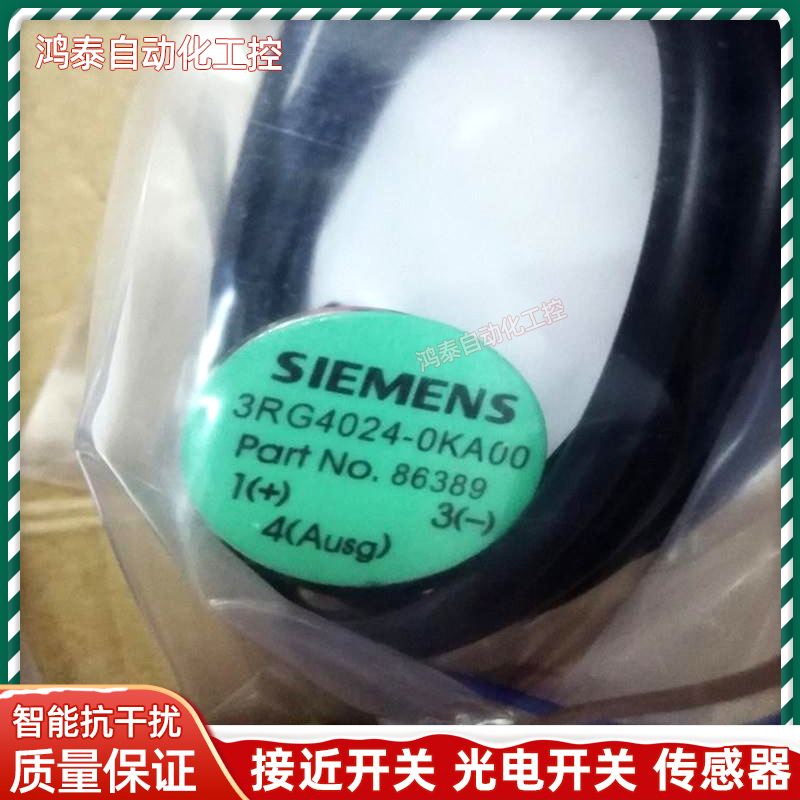 鸿泰自动化工控
鸿泰自动化工控
SIEMENS
3RG4024-0KA00
Part No. 86389
1(+)
3(-)
4(Ausg)
智能抗干扰
质量保证
接近开关 光电开关 传感器